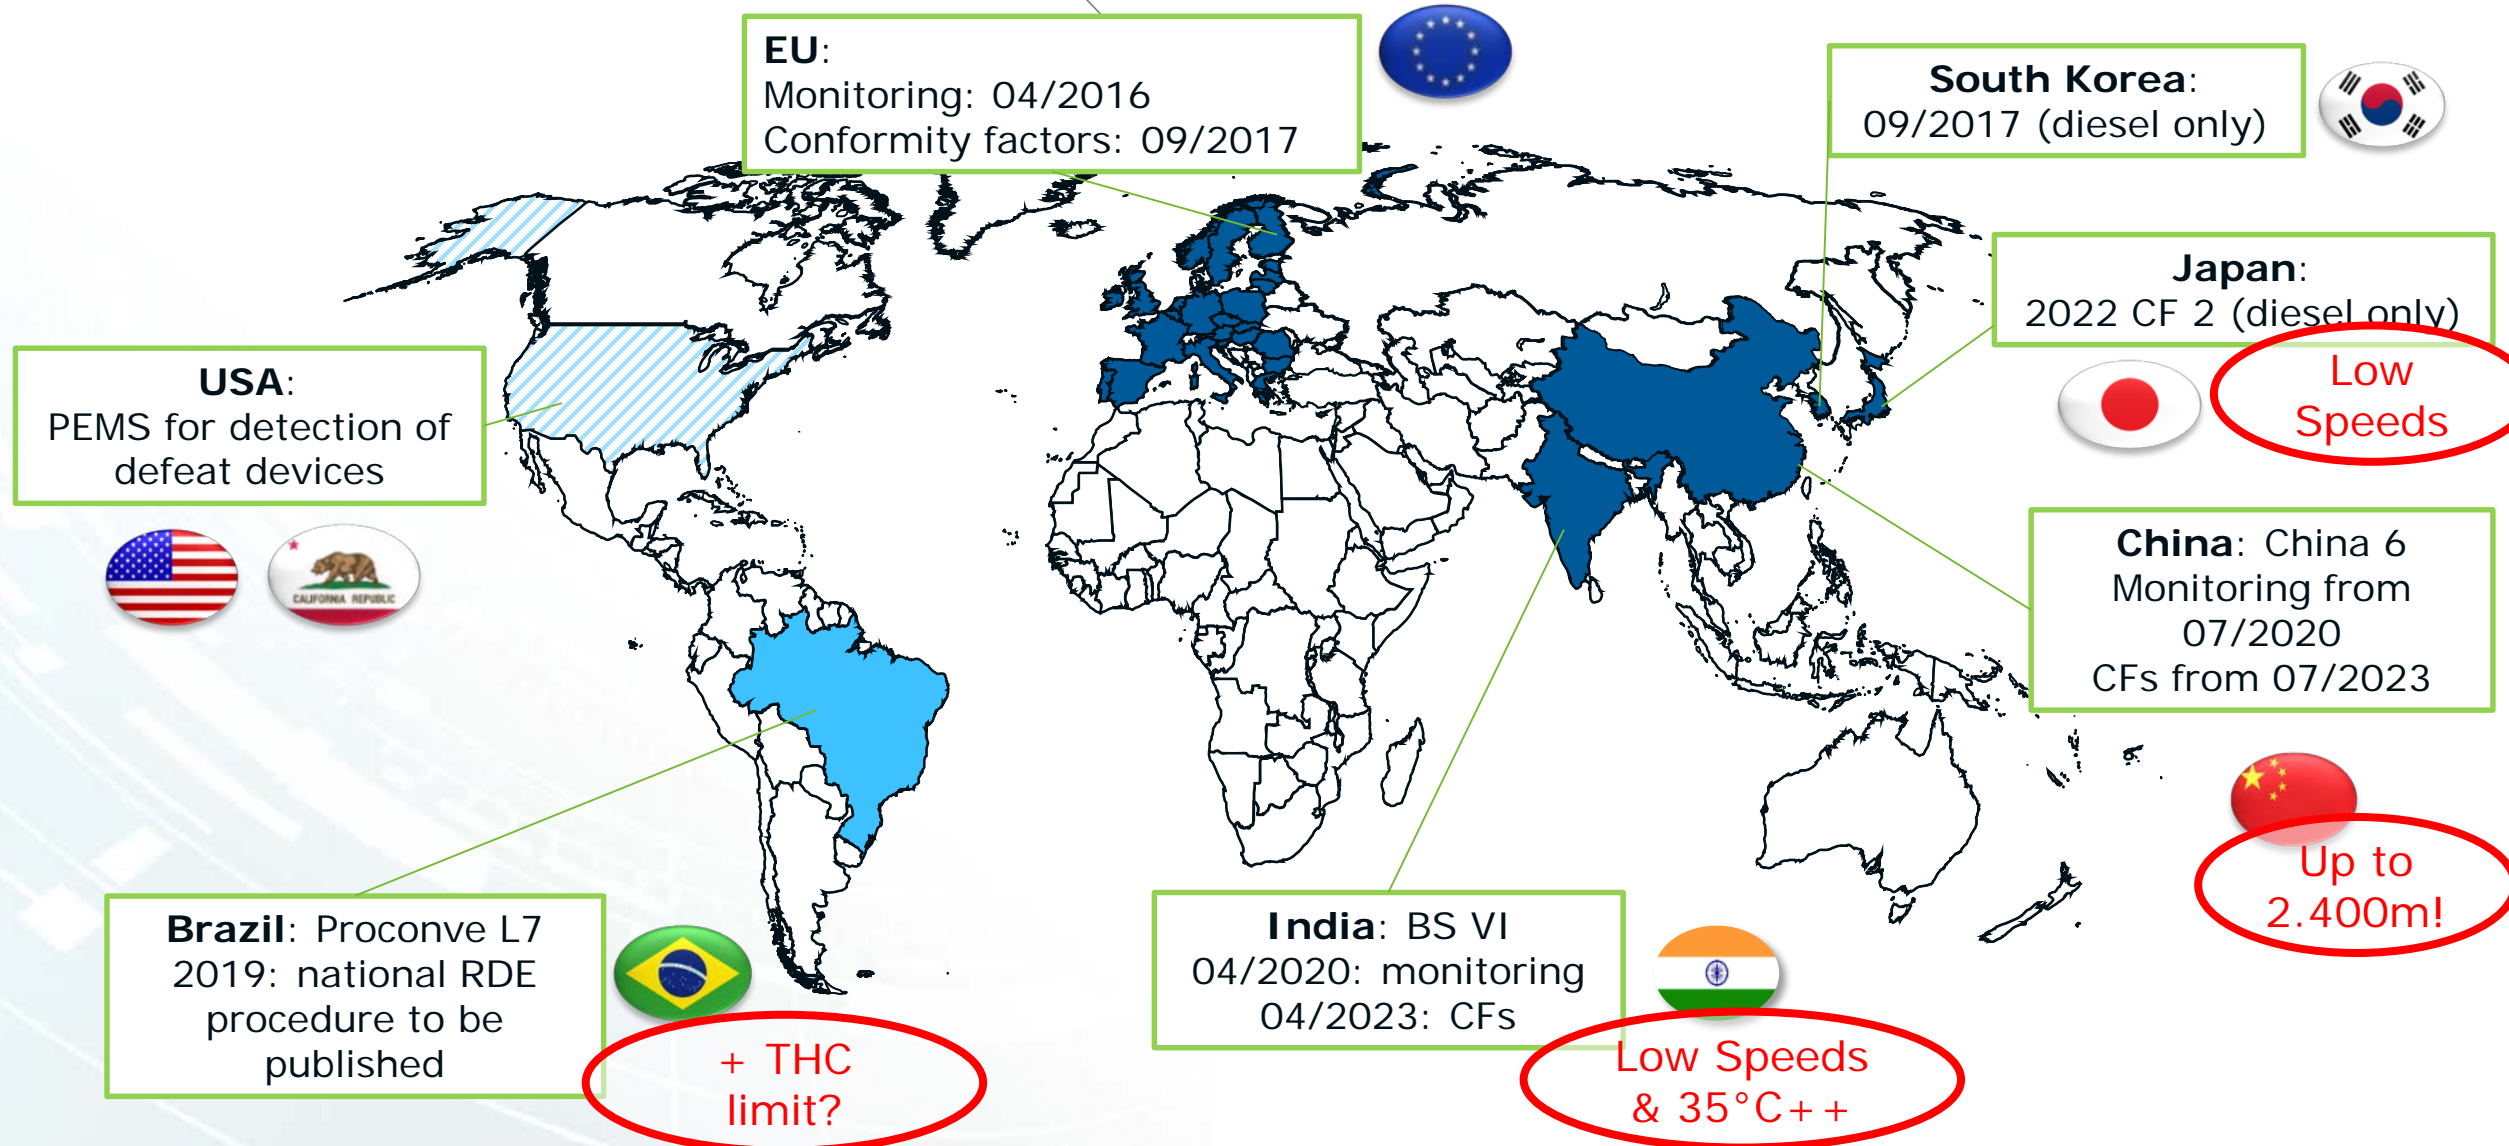 EU:
Monitoring: 04/2016
Conformity factors: 09/2017
South Korea:
09/2017 (diesel only)
Japan:
2022 CF 2 (diesel only)
Low
Speeds
USA:
PEMS for detection of
defeat devices
CALIFORNIA REPUBLIC
China: China 6
Monitoring from
07/2020
CFs from 07/2023
Up to
2.400m!
Brazil: Proconve L7
2019: national RDE
procedure to be
published
+ THC
limit?
India: BS VI
04/2020: monitoring
04/2023: CFs
Low Speeds
& 35°C++